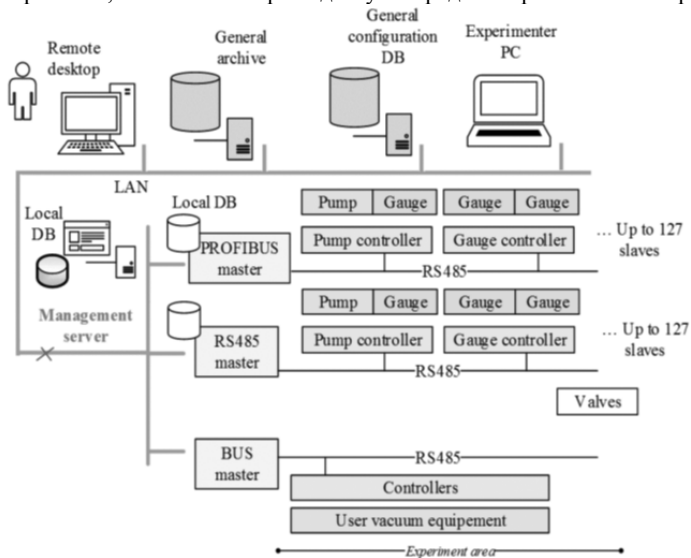 General
configuration
DB
General
archive
Experimenter
PC
Remote
desktop
LAN
Local
DB
Local DB
Pump Gauge Gauge Gauge
PROFIBUS
master
Pump controller Gauge controller
... Up to 127
slaves
RS485
Management
server
Pump Gauge Gauge Gauge
RS485
master
Pump controller Gauge controller
... Up to 127
slaves
RS485
Valves
BUS
master
RS485
Controllers
User vacuum equipement
Experiment area